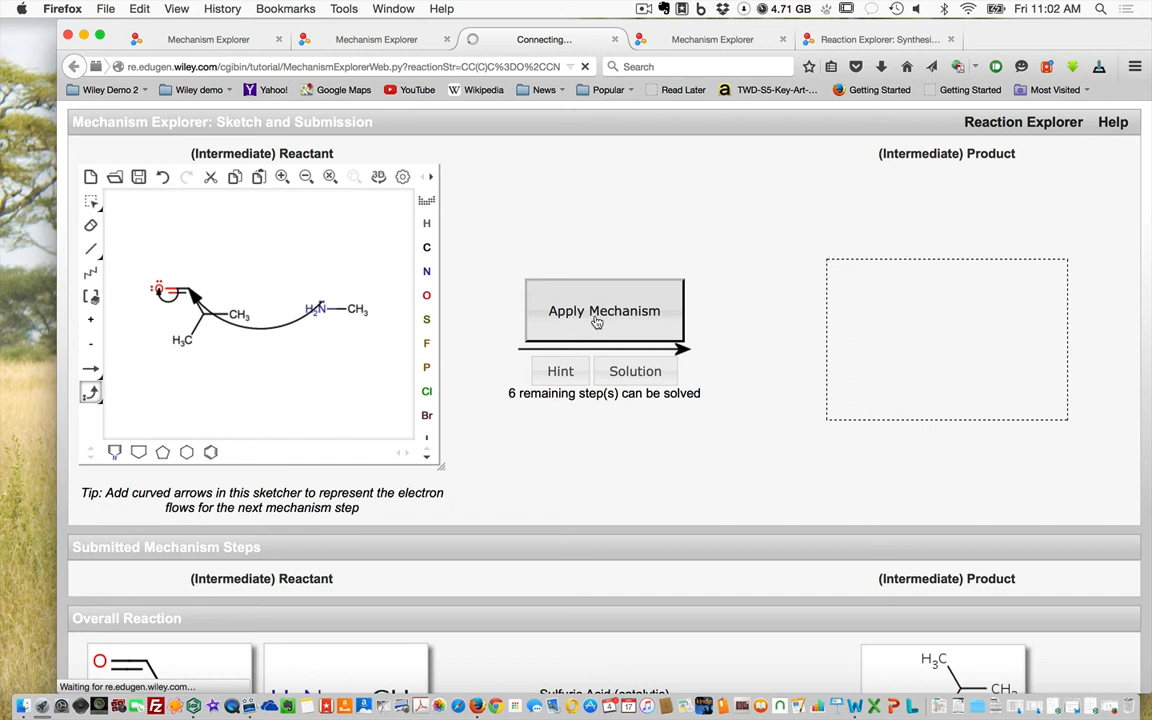 Firefox File Edit View History Bookmarks Tools Window Help 4.71 GB Fri 11:02 AM
Mechanism Explorer × Mechanism Explorer × Connecting... × Mechanism Explorer × Reaction Explorer: Synthesi... ×
re.edugen.wiley.com/cgibin/tutorial/MechanismExplorerWeb.py?reactionStr=CC(C)C%3DO%2CCN Search
Wiley Demo 2 Wiley demo Yahoo! Google Maps YouTube Wikipedia News Popular Read Later TWD-S5-Key-Art-... Getting Started Getting Started Most Visited
Mechanism Explorer: Sketch and Submission Reaction Explorer Help
(Intermediate) Reactant (Intermediate) Product
3D
H
C
N
O
S
F
P
Cl
Br
I
:O
H2N—CH3
CH3
H3C
N
Apply Mechanism
Hint Solution
6 remaining step(s) can be solved
Tip: Add curved arrows in this sketcher to represent the electron
flows for the next mechanism step
Submitted Mechanism Steps
(Intermediate) Reactant (Intermediate) Product
Overall Reaction
O
H3C
CH3
Sulfuric Acid (catalytic)
Waiting for re.edugen.wiley.com...